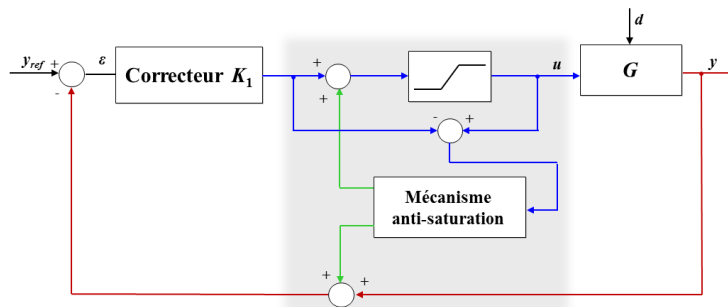 d
y_ref
+
-
ε
Correcteur K₁
+
+
u
G
y
-
+
Mécanisme
anti-saturation
+
+